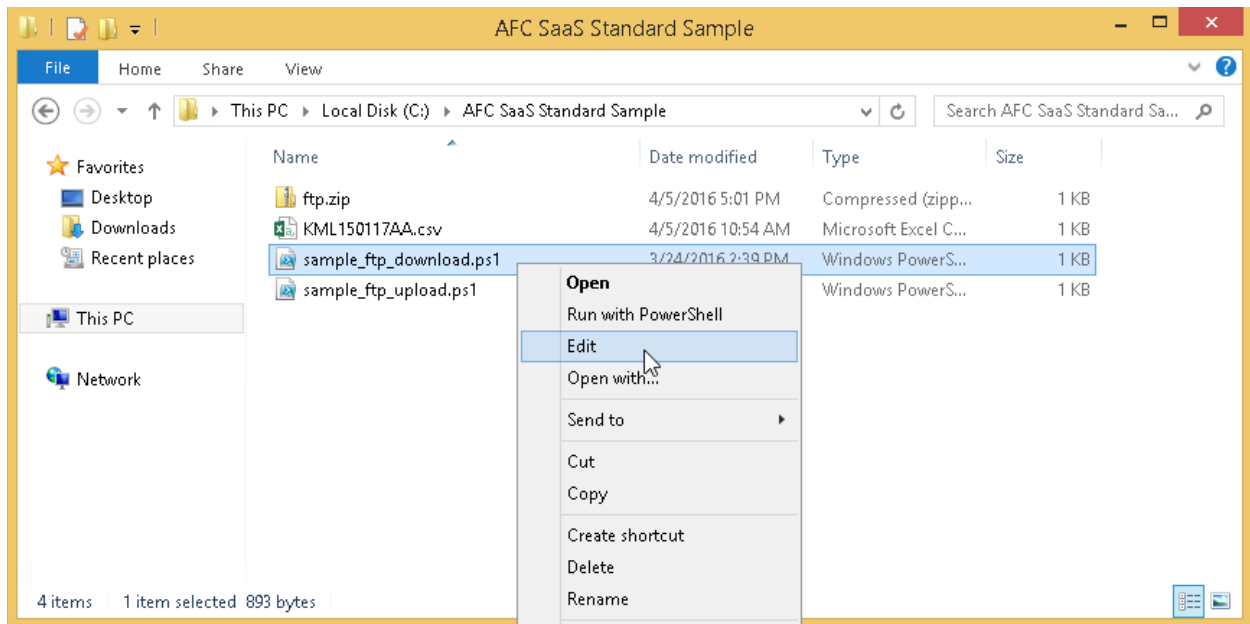 AFC SaaS Standard Sample
File Home Share View
This PC Local Disk (C:) AFC SaaS Standard Sample Search AFC SaaS Standard Sa...
Favorites
Desktop
Downloads
Recent places
This PC
Network
Name Date modified Type Size
ftp.zip 4/5/2016 5:01 PM Compressed (zipp... 1 KB
KML150117AA.csv 4/5/2016 10:54 AM Microsoft Excel C... 1 KB
sample_ftp_download.ps1 3/24/2016 2:39 PM Windows PowerS... 1 KB
sample_ftp_upload.ps1 Windows PowerS... 1 KB
Open
Run with PowerShell
Edit
Open with...
Send to
Cut
Copy
Create shortcut
Delete
Rename
4 items 1 item selected 893 bytes